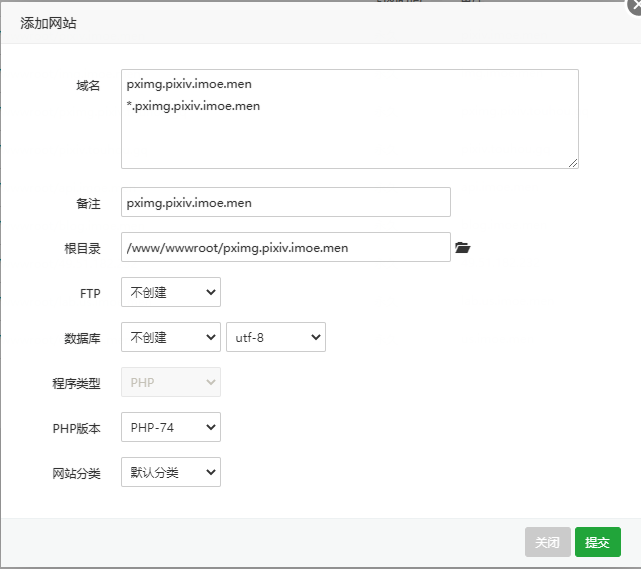 添加网站
域名
pximg.pixiv.imoe.men
*.pximg.pixiv.imoe.men
备注 pximg.pixiv.imoe.men
根目录 /www/wwwroot/pximg.pixiv.imoe.men
FTP 不创建
数据库 不创建 utf-8
程序类型 PHP
PHP版本 PHP-74
网站分类 默认分类
关闭 提交